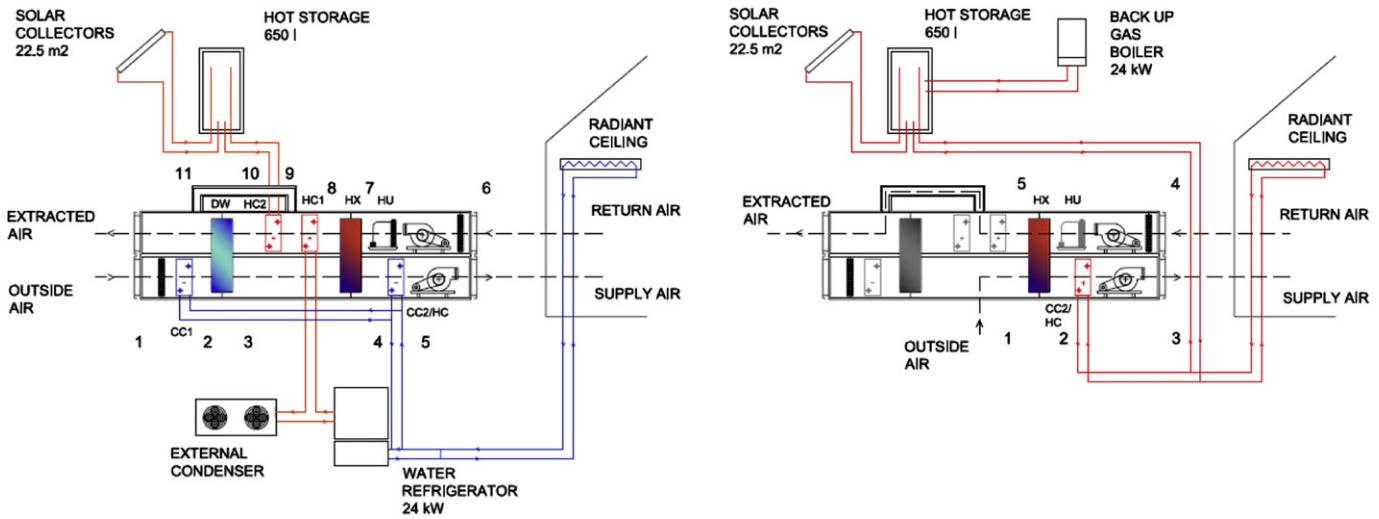 SOLAR
COLLECTORS
22.5 m2
HOT STORAGE
650 l
RADIANT
CEILING
11 10 9 8 7 6
DW HC2 HC1 HX HU
EXTRACTED
AIR
RETURN AIR
OUTSIDE
AIR
SUPPLY AIR
CC2/HC
CC1
1 2 3 4 5
EXTERNAL
CONDENSER
WATER
REFRIGERATOR
24 kW
SOLAR
COLLECTORS
22.5 m2
HOT STORAGE
650 l
BACK UP
GAS
BOILER
24 kW
RADIANT
CEILING
5 4
HX HU
EXTRACTED
AIR
RETURN AIR
SUPPLY AIR
CC2/
HC
OUTSIDE
AIR
1 2 3